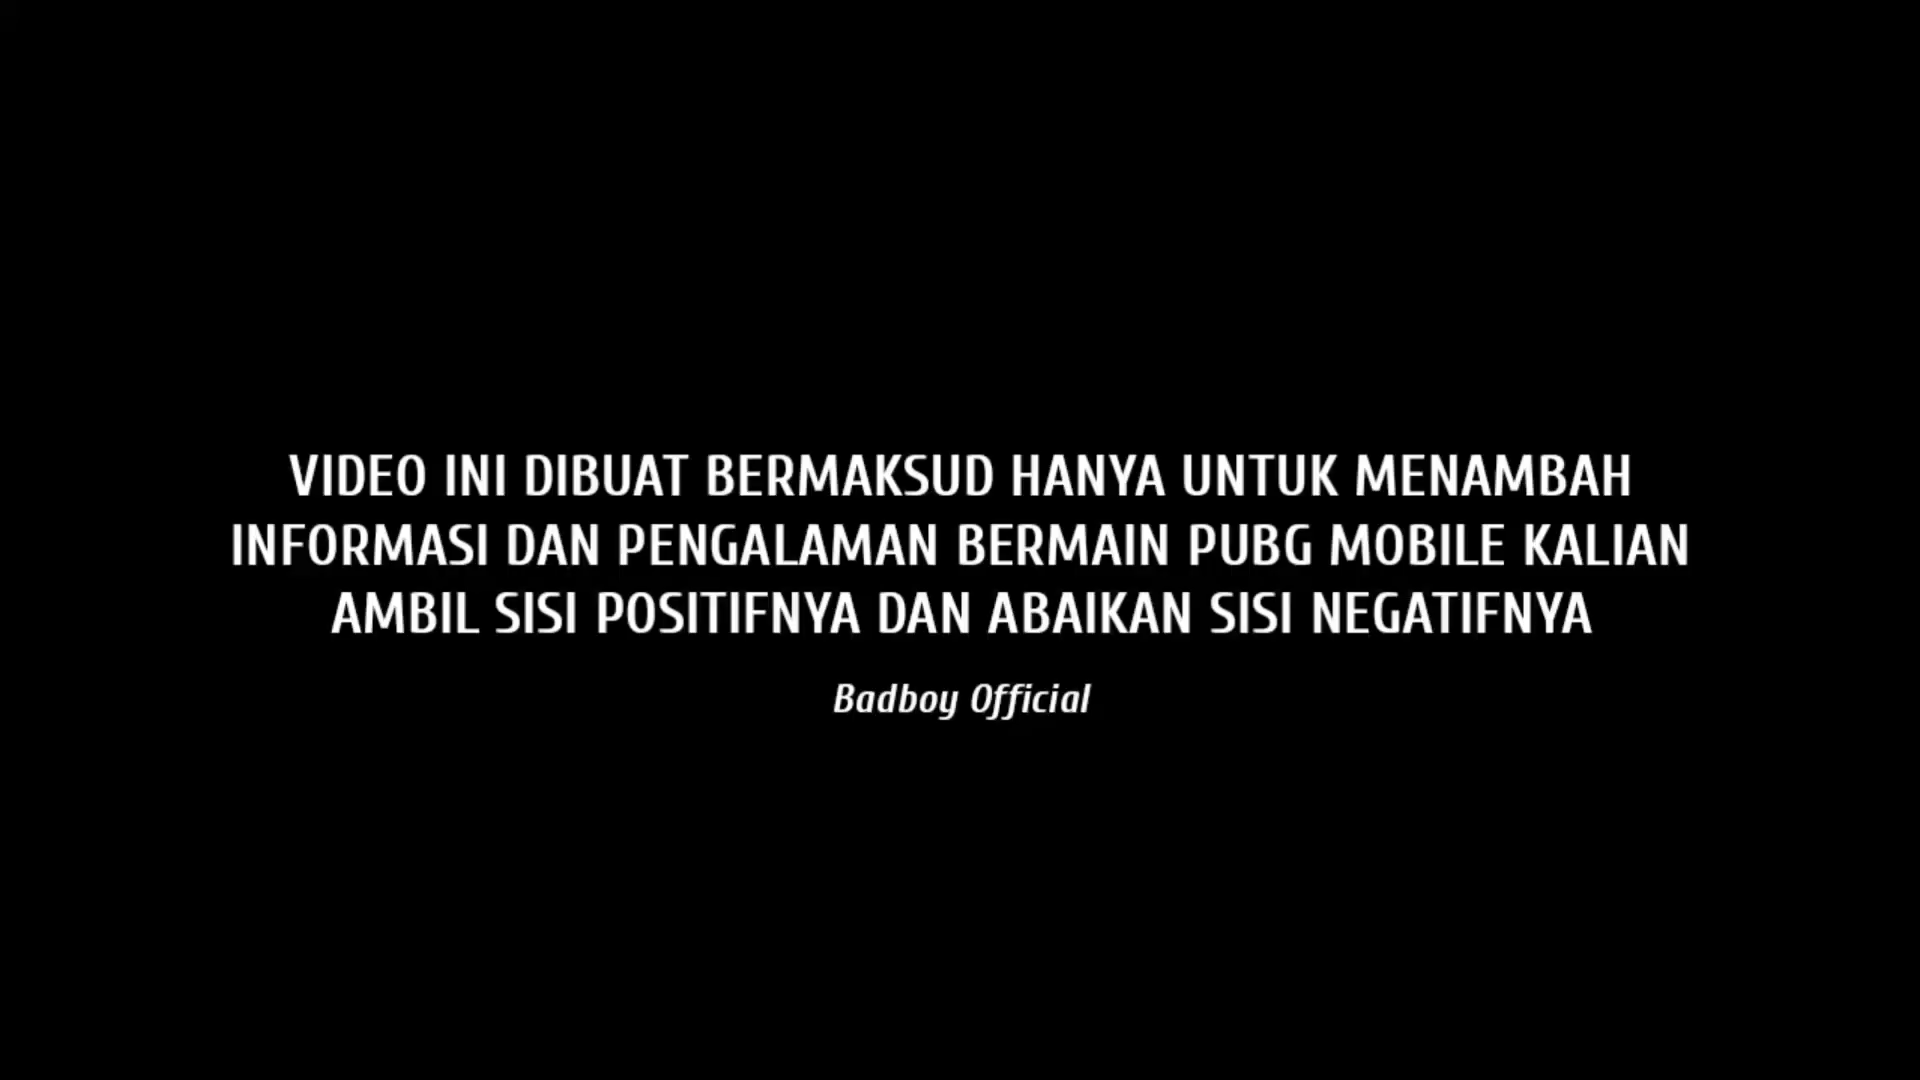 VIDEO INI DIBUAT BERMAKSUD HANYA UNTUK MENAMBAH
INFORMASI DAN PENGALAMAN BERMAIN PUBG MOBILE KALIAN
AMBIL SISI POSITIFNYA DAN ABAIKAN SISI NEGATIFNYA
Badboy Official